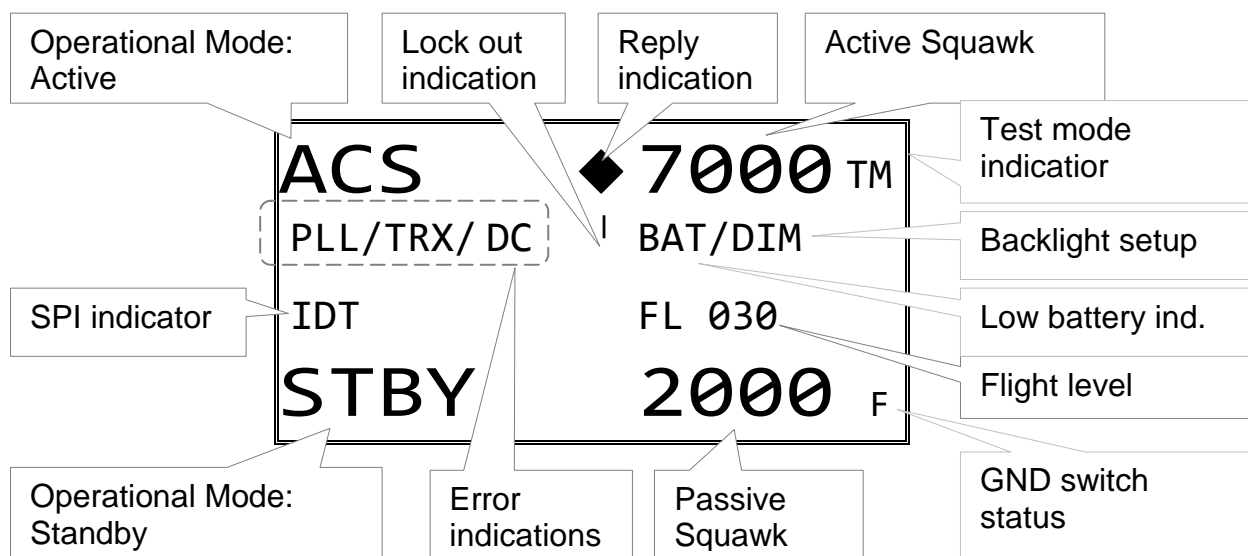 Operational Mode:
Active
Lock out
indication
Reply
indication
Active Squawk
Test mode
indicatior
ACS ◆ 7000 TM
PLL/TRX/ DC ' BAT/DIM
Backlight setup
SPI indicator
IDT FL 030
Low battery ind.
Flight level
STBY 2000 F
Operational Mode:
Standby
Error
indications
Passive
Squawk
GND switch
status